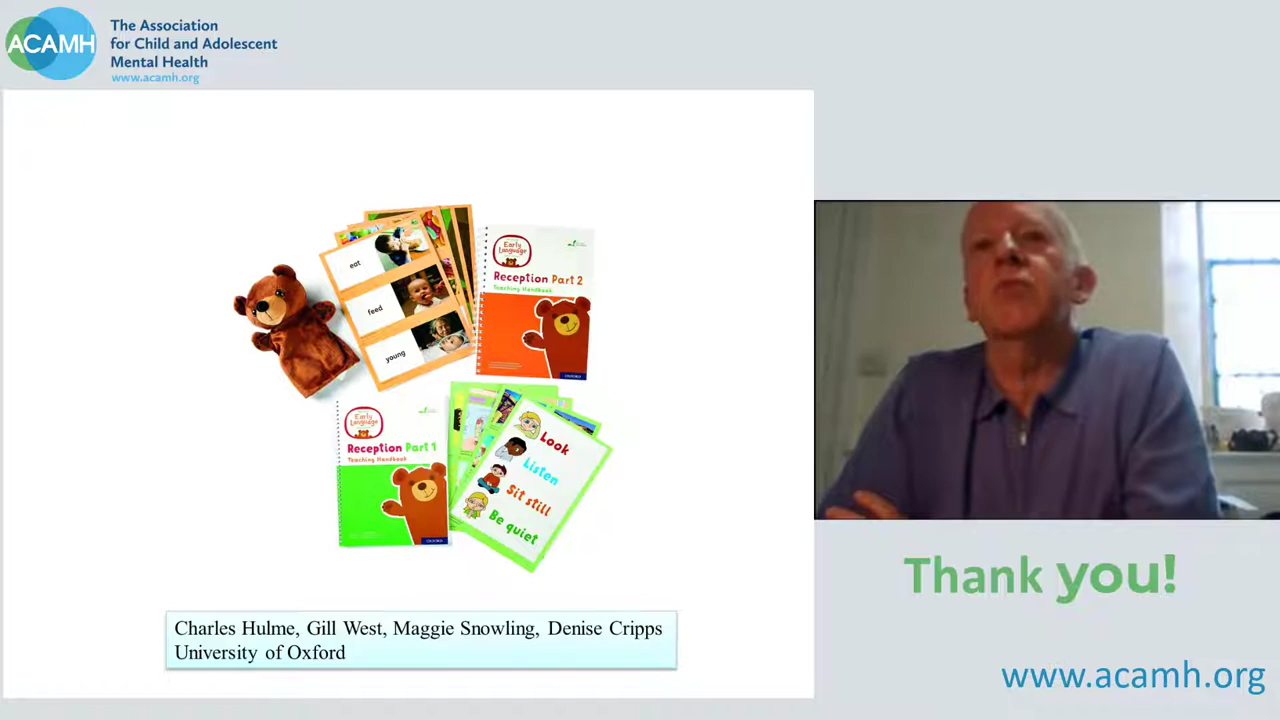 ACAMH
The Association
for Child and Adolescent
Mental Health
www.acamh.org
eat
feed
young
Early
Language
Reception Part 2
Teaching Handbook
OXFORD
Early
Language
Reception Part 1
Teaching Handbook
OXFORD
Look
Listen
Sit still
Be quiet
Charles Hulme, Gill West, Maggie Snowling, Denise Cripps
University of Oxford
Thank you!
www.acamh.org